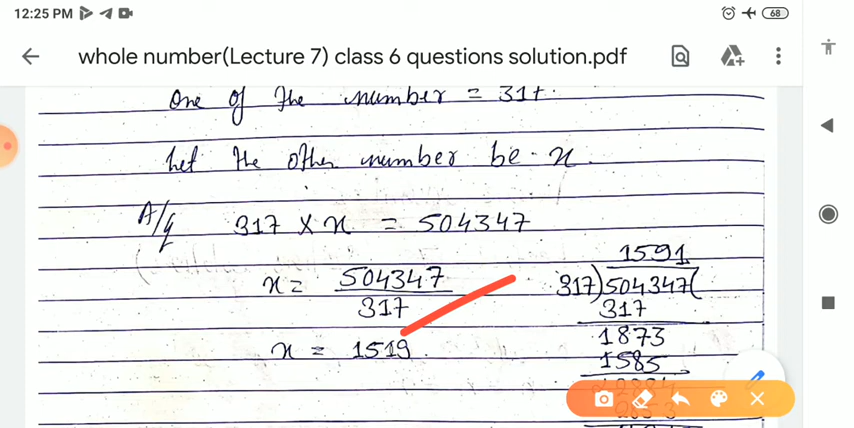 12:25 PM 68
whole number(Lecture 7) class 6 questions solution.pdf
One of the number = 317.
Let the other number be x.
A/q 317 × x = 504347
1591
x = 504347 317)504347(
317 317
1873
x = 1519 1585